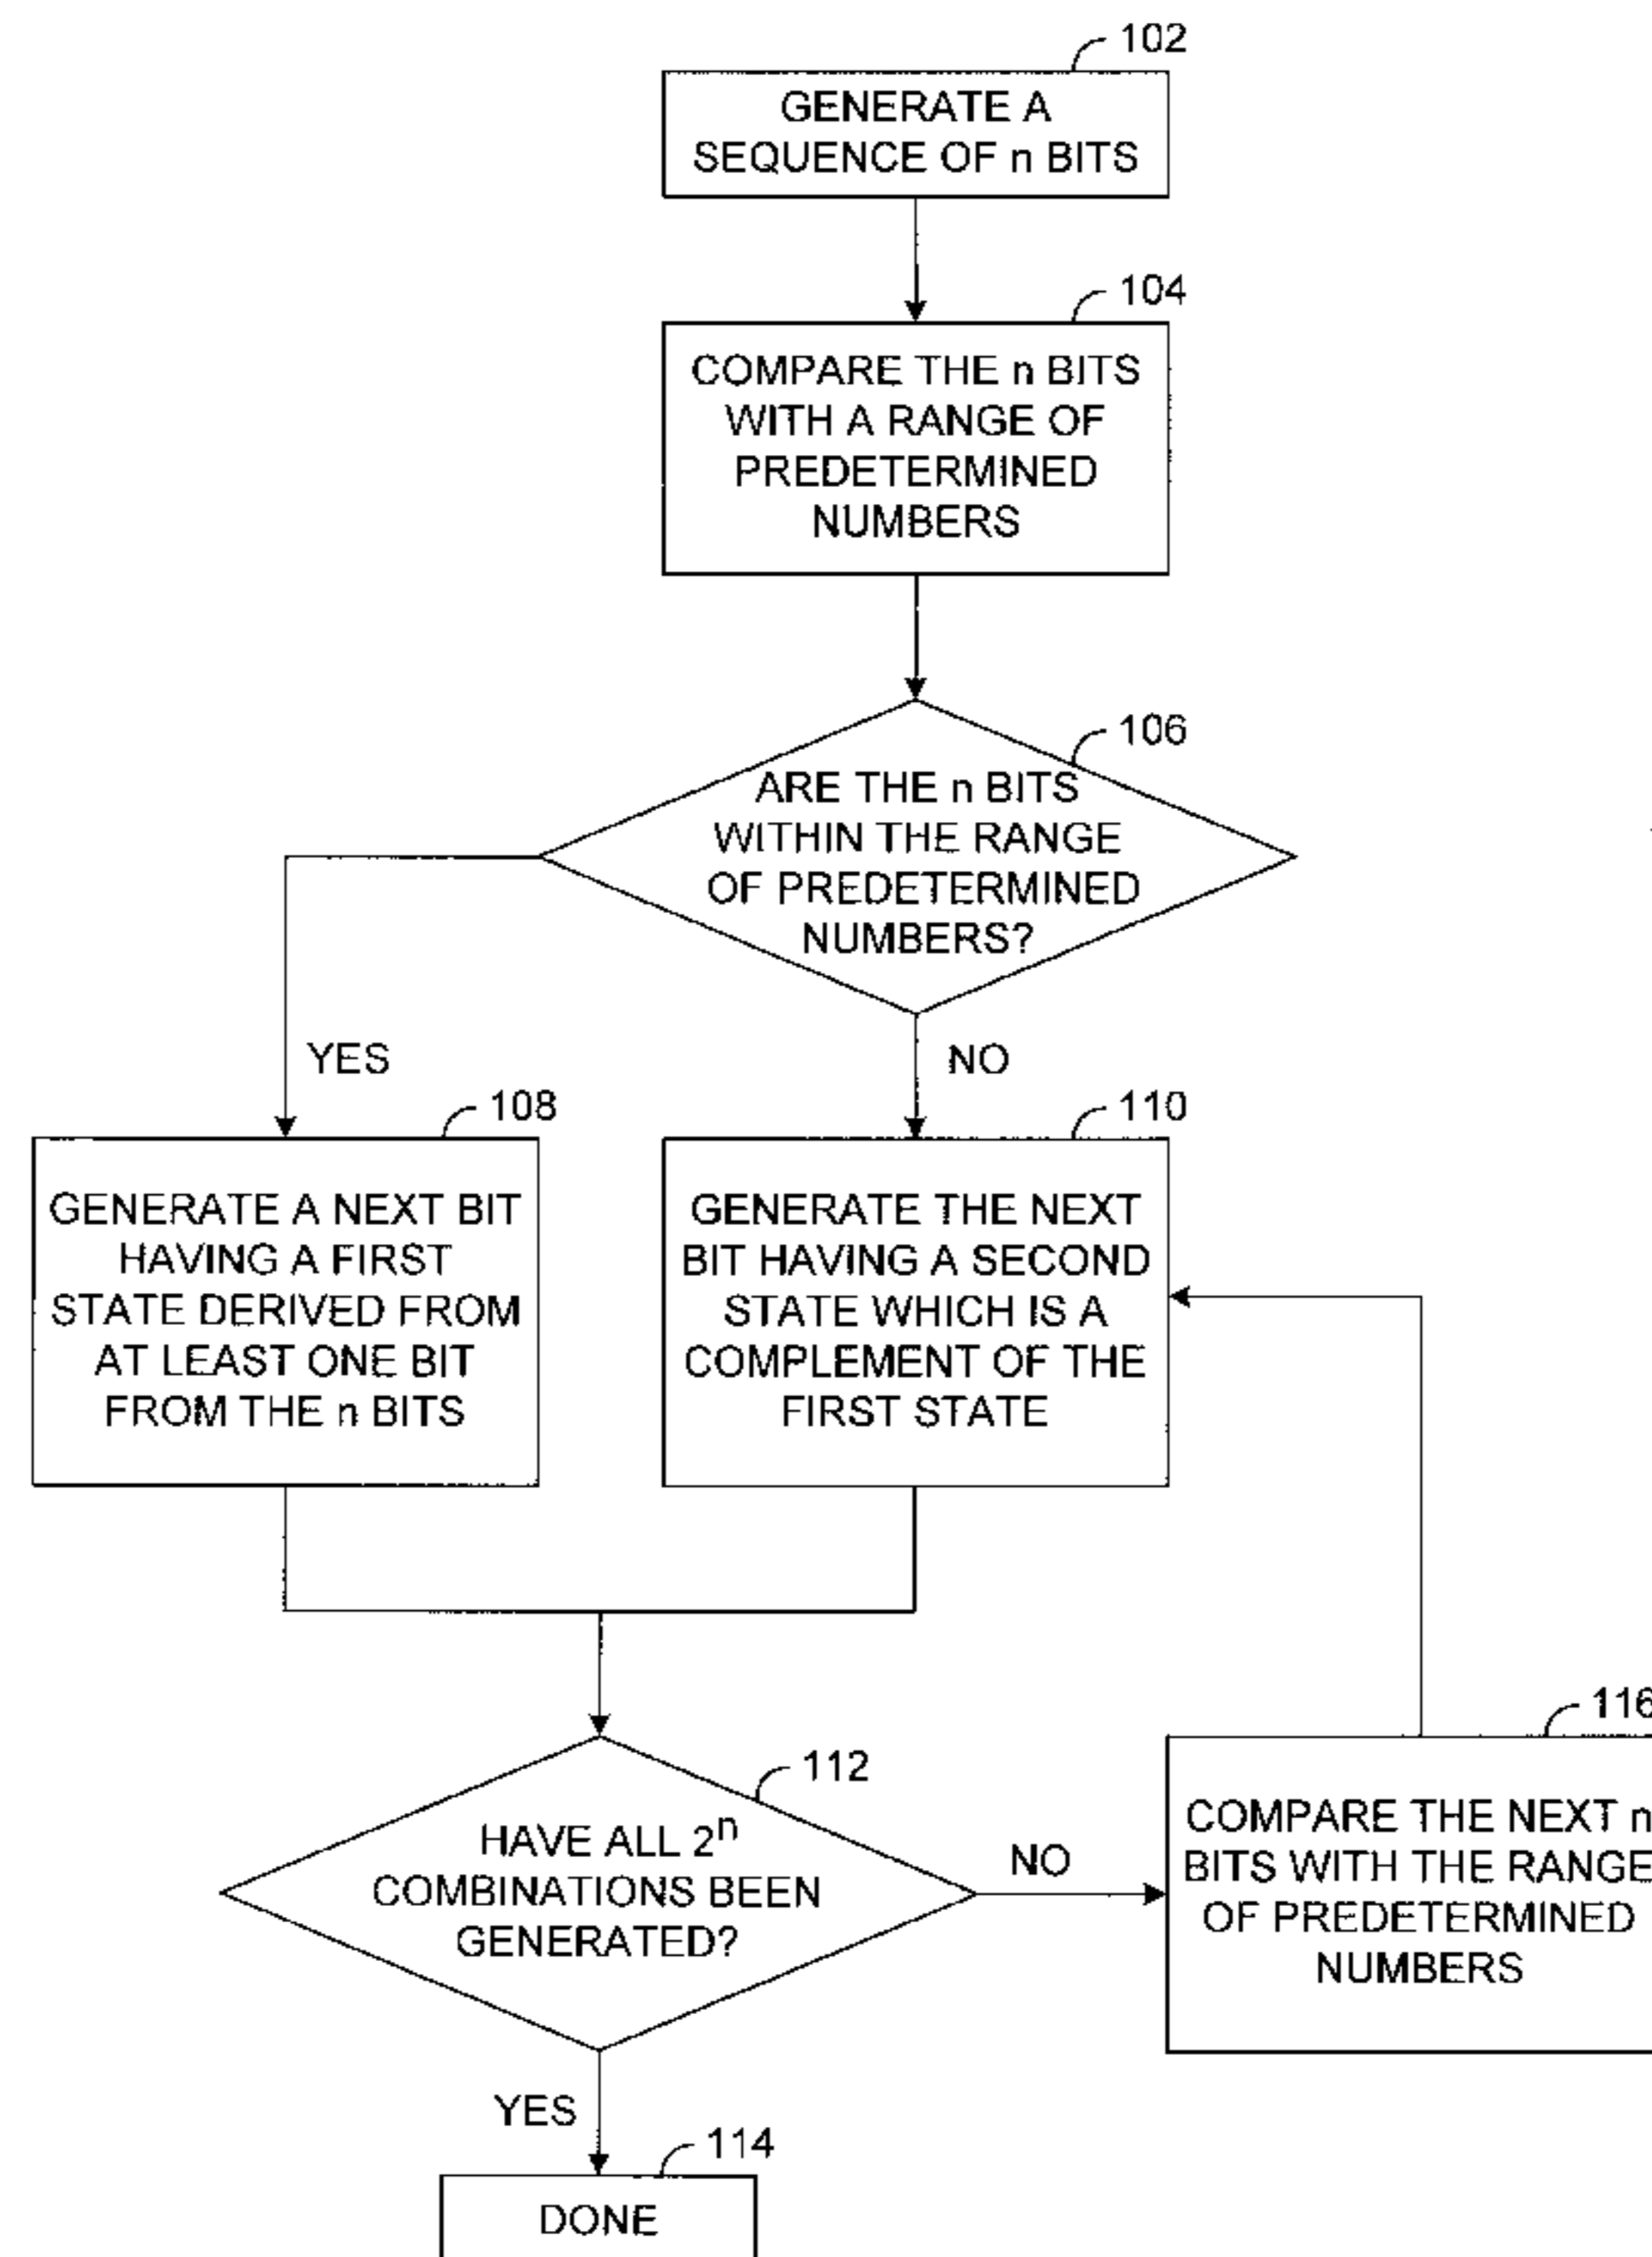 102
GENERATE A
SEQUENCE OF n BITS
104
COMPARE THE n BITS
WITH A RANGE OF
PREDETERMINED
NUMBERS
106
ARE THE n BITS
WITHIN THE RANGE
OF PREDETERMINED
NUMBERS?
YES
NO
108
GENERATE A NEXT BIT
HAVING A FIRST
STATE DERIVED FROM
AT LEAST ONE BIT
FROM THE n BITS
110
GENERATE THE NEXT
BIT HAVING A SECOND
STATE WHICH IS A
COMPLEMENT OF THE
FIRST STATE
112
HAVE ALL 2ⁿ
COMBINATIONS BEEN
GENERATED?
NO
116
COMPARE THE NEXT n
BITS WITH THE RANGE
OF PREDETERMINED
NUMBERS
YES
114
DONE